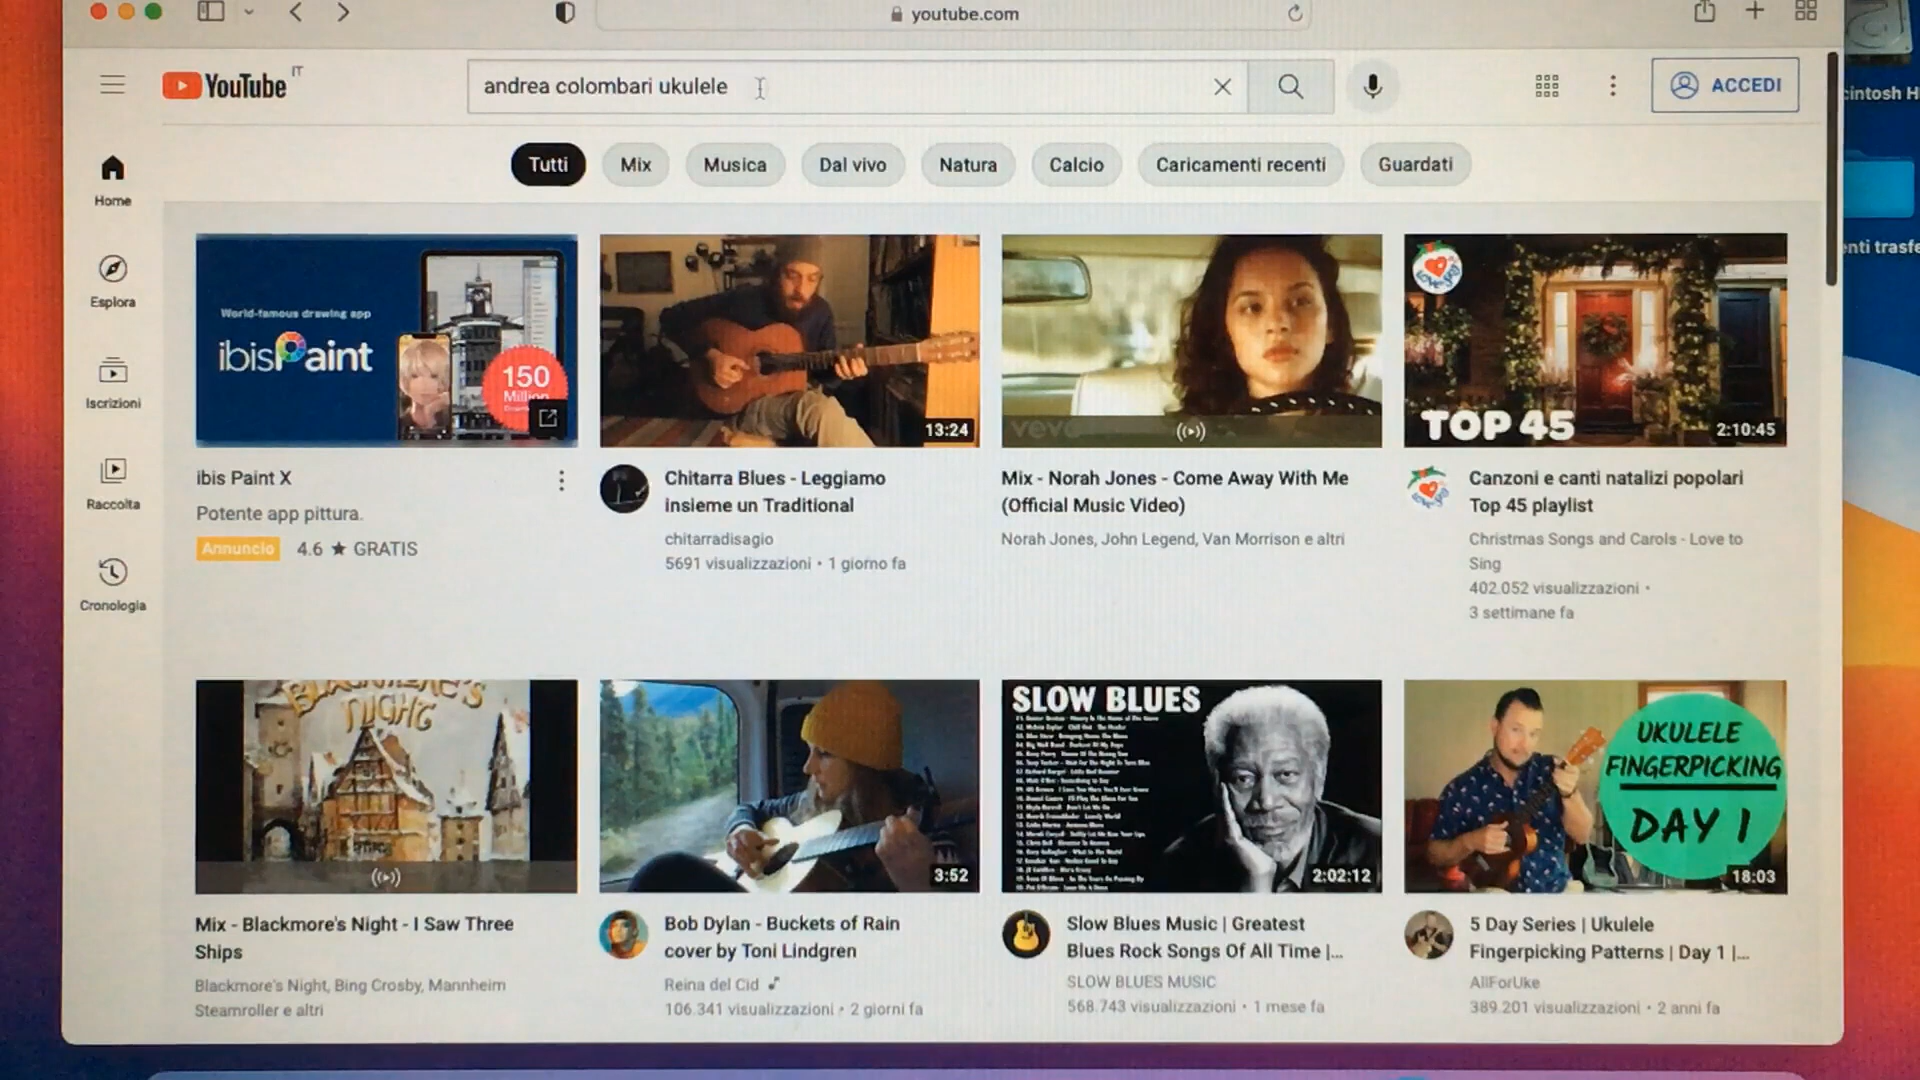 youtube.com
YouTube IT
andrea colombari ukulele
ACCEDI
cintosh H
enti trasfe
Tutti
Mix
Musica
Dal vivo
Natura
Calcio
Caricamenti recenti
Guardati
Home
Esplora
Iscrizioni
Raccolta
Cronologia
World-famous drawing app
ibisPaint
150
Million
ibis Paint X
Potente app pittura.
Annuncio 4.6 ★ GRATIS
13:24
Chitarra Blues - Leggiamo
insieme un Traditional
chitarradisagio
5691 visualizzazioni • 1 giorno fa
vevo
Mix - Norah Jones - Come Away With Me
(Official Music Video)
Norah Jones, John Legend, Van Morrison e altri
TOP 45
2:10:45
Canzoni e canti natalizi popolari
Top 45 playlist
Christmas Songs and Carols - Love to
Sing
402.052 visualizzazioni •
3 settimane fa
BLACKMORE'S
NIGHT
Mix - Blackmore's Night - I Saw Three
Ships
Blackmore's Night, Bing Crosby, Mannheim
Steamroller e altri
3:52
Bob Dylan - Buckets of Rain
cover by Toni Lindgren
Reina del Cid
106.341 visualizzazioni • 2 giorni fa
SLOW BLUES
2:02:12
Slow Blues Music | Greatest
Blues Rock Songs Of All Time |...
SLOW BLUES MUSIC
568.743 visualizzazioni • 1 mese fa
UKULELE
FINGERPICKING
DAY 1
18:03
5 Day Series | Ukulele
Fingerpicking Patterns | Day 1 |...
AllForUke
389.201 visualizzazioni • 2 anni fa